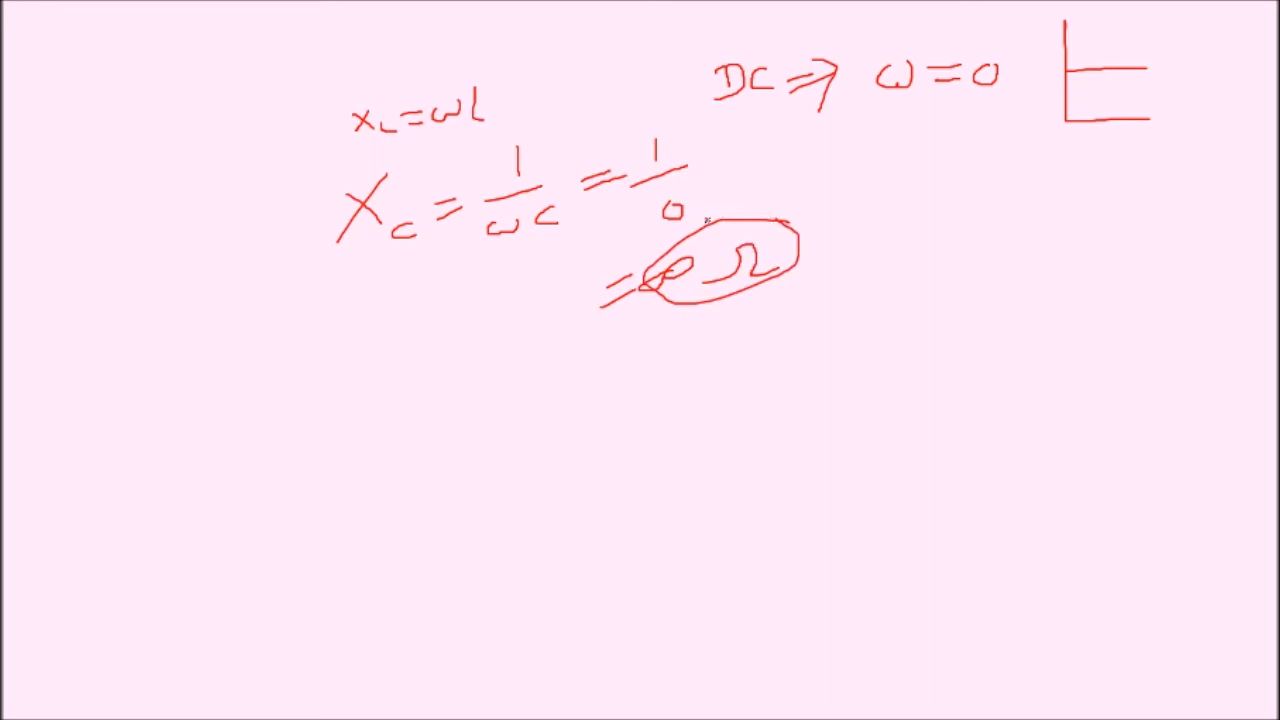 DC ⇒ ω = 0
X_L = ωL
X_C = 1/ωC = 1/0
= ∞ Ω